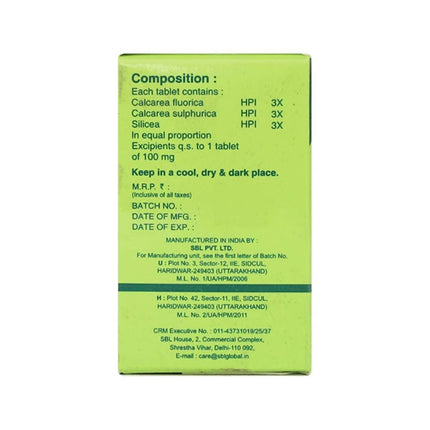 Composition :
Each tablet contains :
Calcarea fluorica HPI 3X
Calcarea sulphurica HPI 3X
Silicea HPI 3X
In equal proportion
Excipients q.s. to 1 tablet
of 100 mg
Keep in a cool, dry & dark place.
M.R.P. ₹ :
(Inclusive of all taxes)
BATCH NO. :
DATE OF MFG. :
DATE OF EXP. :
MANUFACTURED IN INDIA BY :
SBL PVT. LTD.
For Manufacturing unit, see the first letter of Batch No.
U : Plot No. 3, Sector-12, IIE, SIDCUL,
HARIDWAR-249403 (UTTARAKHAND)
M.L. No. 1/UA/HPM/2006
H : Plot No. 42, Sector-11, IIE, SIDCUL,
HARIDWAR-249403 (UTTARAKHAND)
M.L. No. 2/UA/HPM/2011
CRM Executive No. : 011-43731019/25/37
SBL House, 2, Commercial Complex,
Shrestha Vihar, Delhi-110 092,
E-mail : care@sblglobal.in